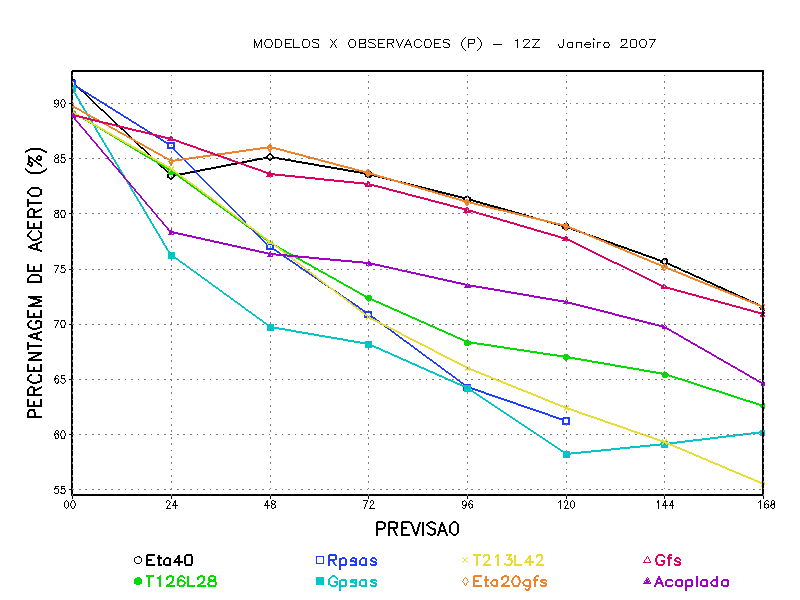 MODELOS X OBSERVACOES (P) – 12Z Janeiro 2007
PERCENTAGEM DE ACERTO (%)
90
85
80
75
70
65
60
55
00 24 48 72 96 120 144 168
PREVISAO
Eta40 Rpsas T213L42 Gfs
T126L28 Gpsas Eta20gfs Acoplado